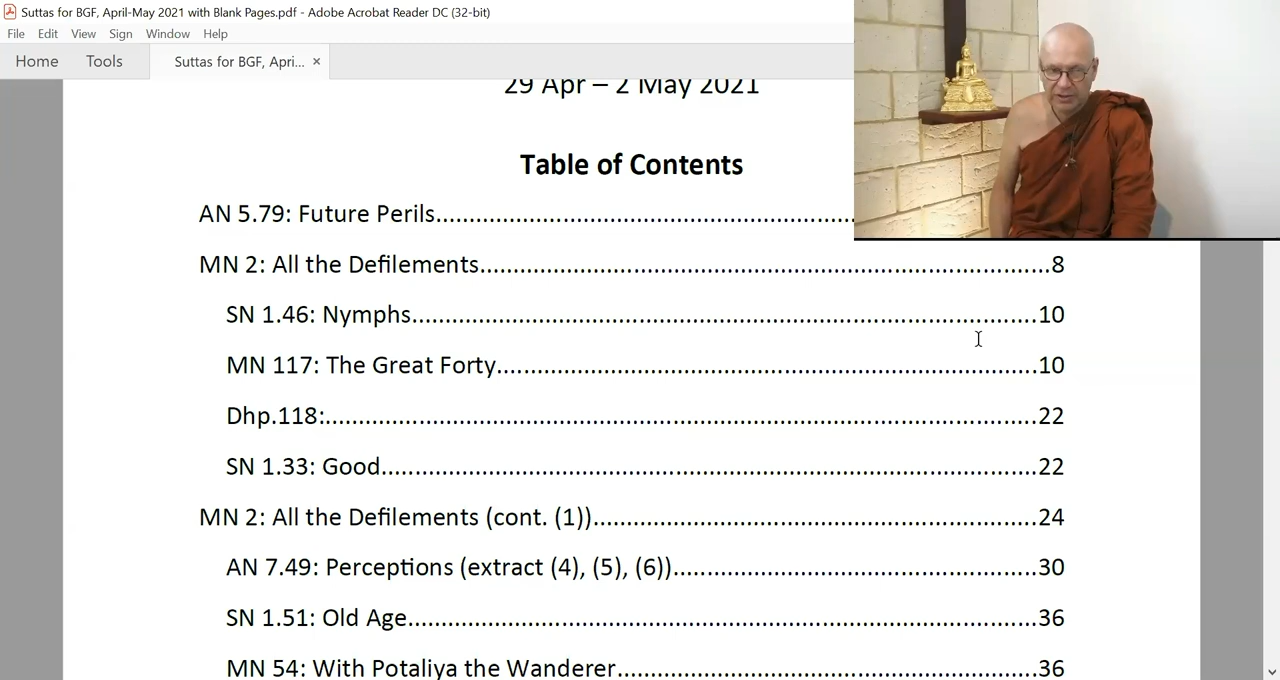 Suttas for BGF, April-May 2021 with Blank Pages.pdf - Adobe Acrobat Reader DC (32-bit)
File Edit View Sign Window Help
Home Tools Suttas for BGF, Apri... ×
29 Apr – 2 May 2021
Table of Contents
AN 5.79: Future Perils
MN 2: All the Defilements 8
SN 1.46: Nymphs 10
MN 117: The Great Forty 10
Dhp.118: 22
SN 1.33: Good 22
MN 2: All the Defilements (cont. (1)) 24
AN 7.49: Perceptions (extract (4), (5), (6)) 30
SN 1.51: Old Age 36
MN 54: With Potaliya the Wanderer 36